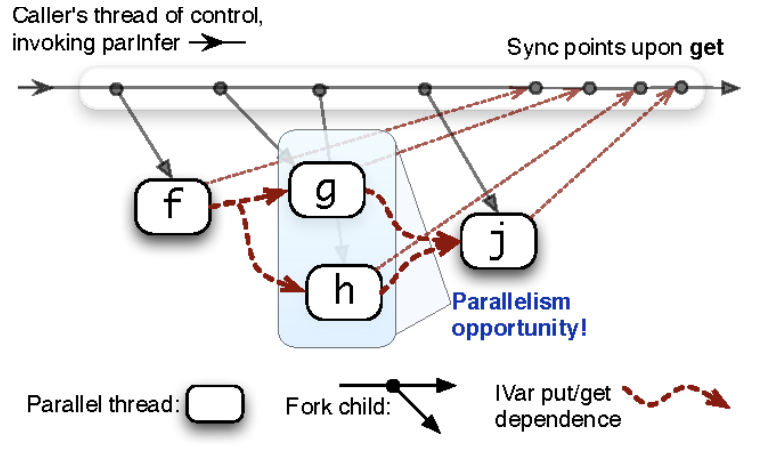 Caller's thread of control,
invoking parInfer
Sync points upon get
f
g
h
j
Parallelism
opportunity!
Parallel thread:
Fork child:
IVar put/get
dependence